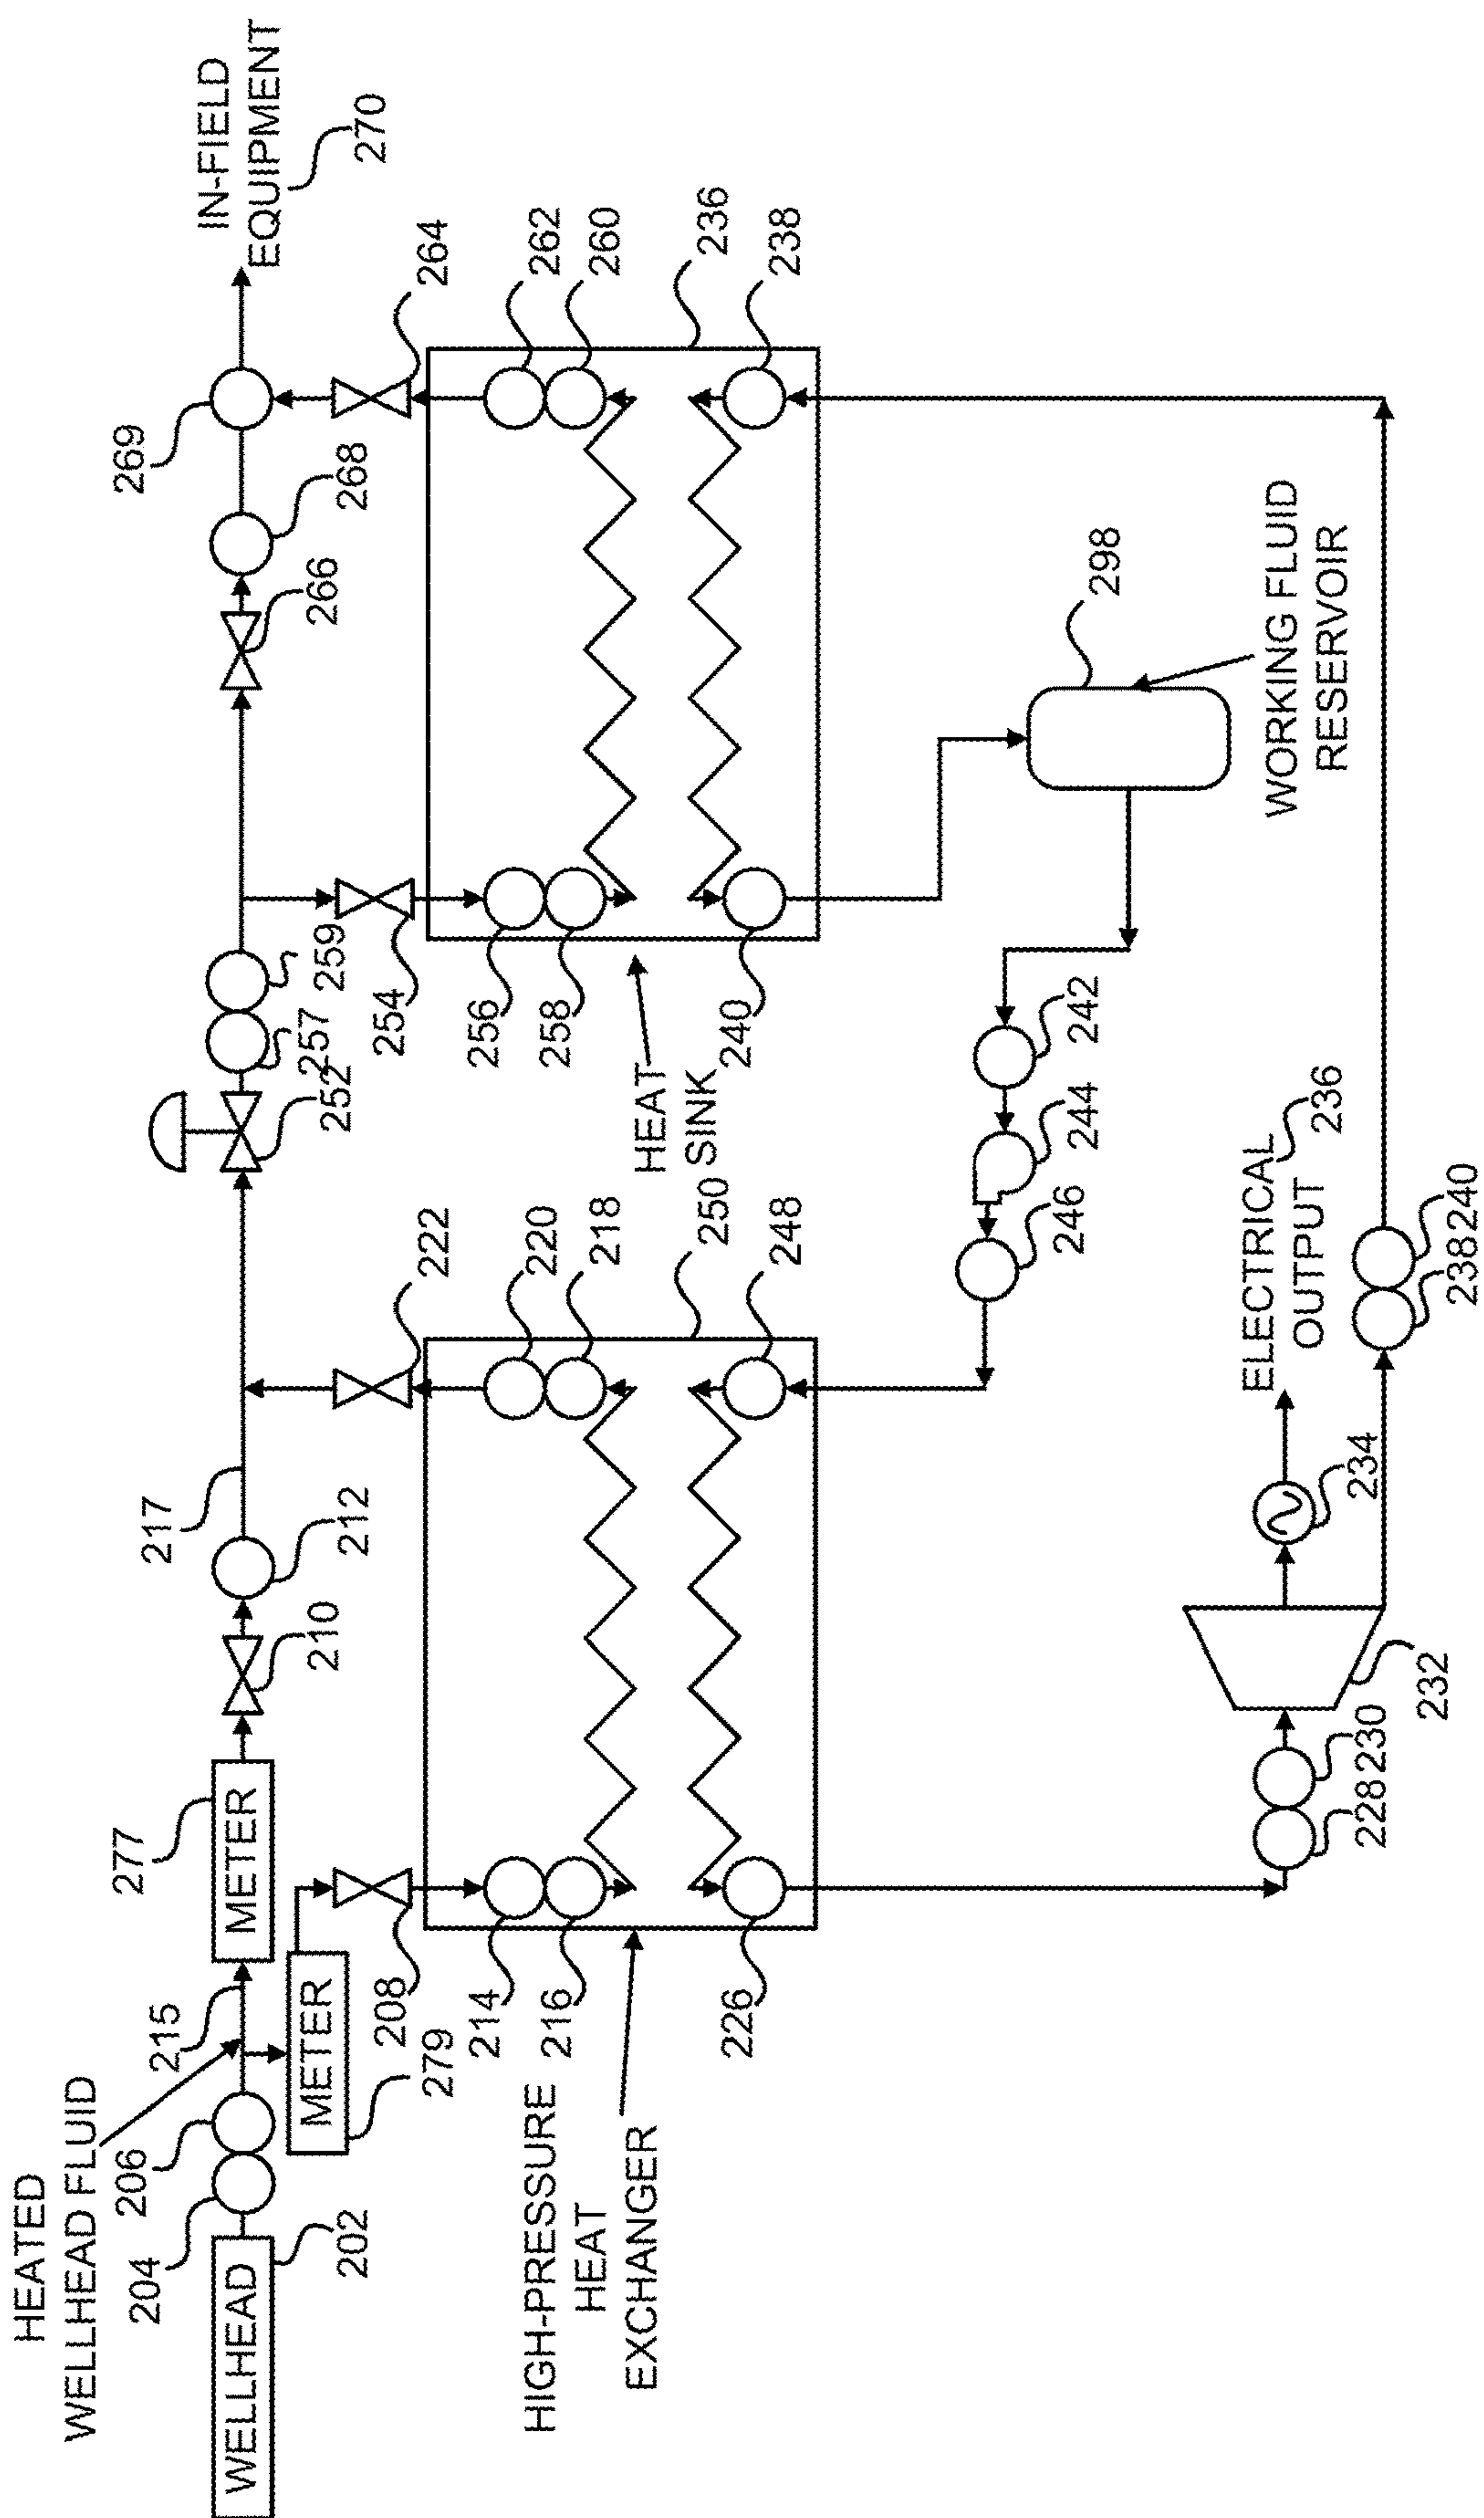 HEATED
WELLHEAD FLUID
WELLHEAD
202
204
206
215
METER
277
METER
279
208
210
212
217
222
HIGH-PRESSURE
HEAT
EXCHANGER
214
216
226
220
218
250
248
252
257
259
254
256
258
240
HEAT
SINK
266
268
269
264
262
260
236
238
IN-FIELD
EQUIPMENT
270
242
244
246
298
WORKING FLUID
RESERVOIR
228
230
232
234
ELECTRICAL
OUTPUT
236
238
240